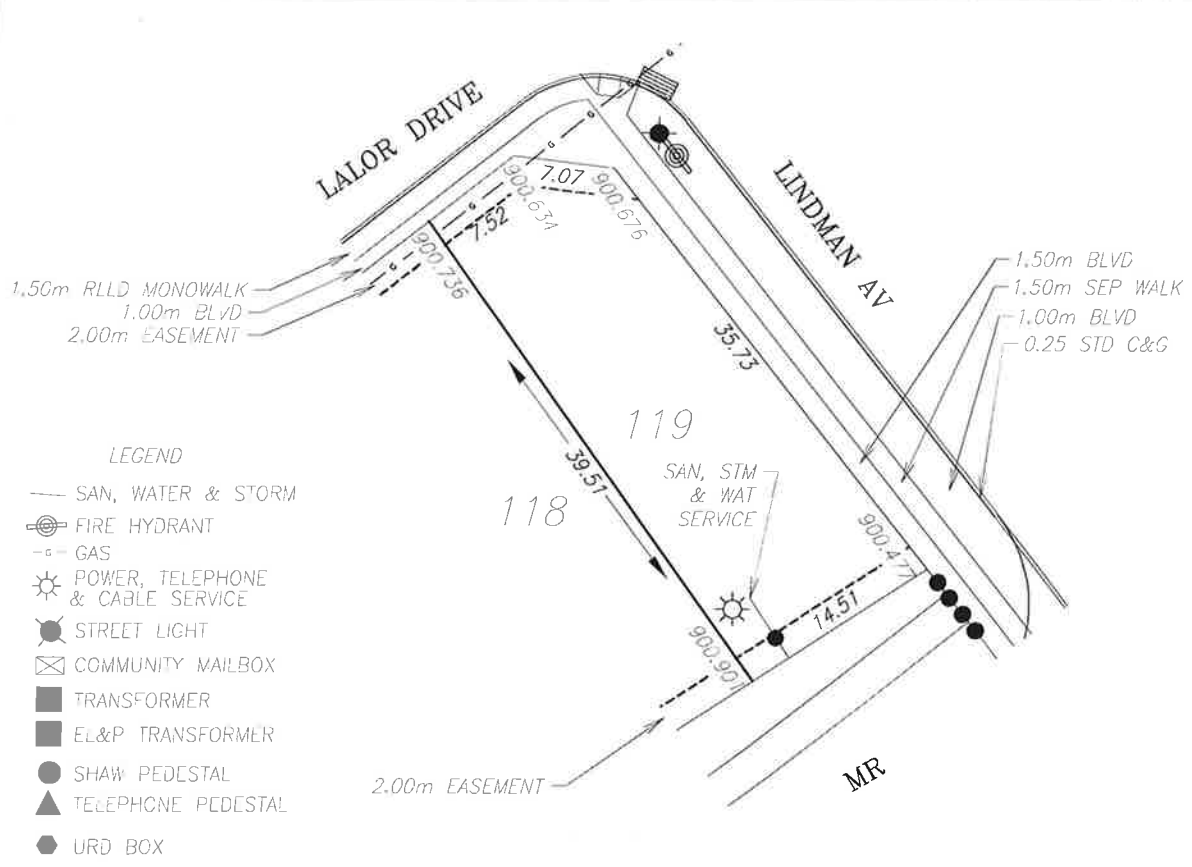 LALOR DRIVE
LINDMAN AV
7.07
900.634
900.676
7.52
900.736
1.50m RLLD MONOWALK
1.00m BLVD
2.00m EASEMENT
1.50m BLVD
1.50m SEP WALK
1.00m BLVD
0.25 STD C&G
35.73
119
39.51
118
SAN, STM
& WAT
SERVICE
900.477
14.51
900.901
2.00m EASEMENT
MR
LEGEND
SAN, WATER & STORM
FIRE HYDRANT
G GAS
POWER, TELEPHONE
& CABLE SERVICE
STREET LIGHT
COMMUNITY MAILBOX
TRANSFORMER
EL&P TRANSFORMER
SHAW PEDESTAL
TELEPHONE PEDESTAL
URD BOX
G
G
G
G
G